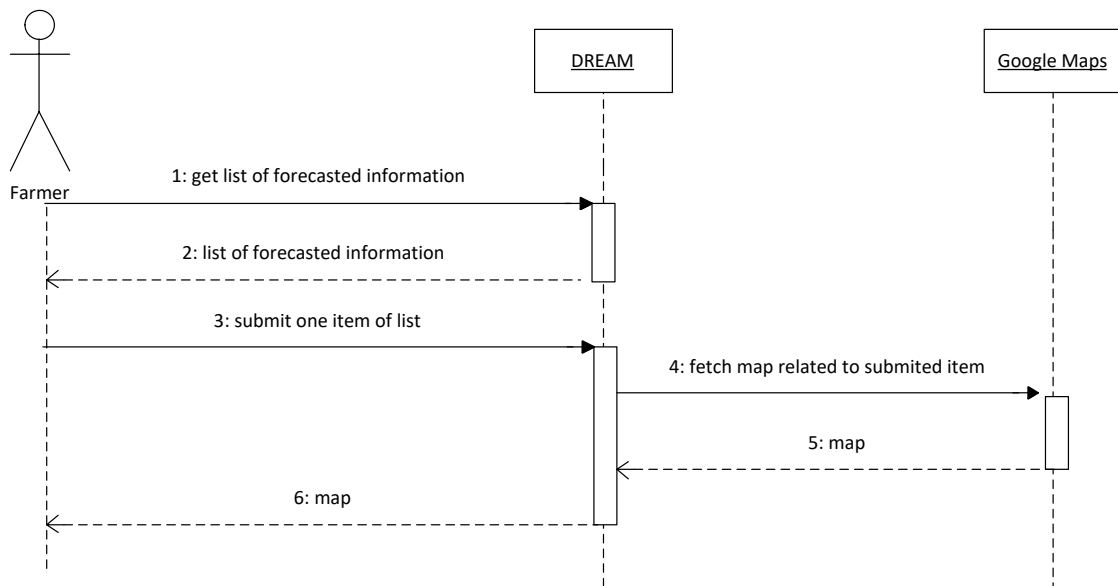 DREAM
Google Maps
Farmer
1: get list of forecasted information
2: list of forecasted information
3: submit one item of list
4: fetch map related to submited item
5: map
6: map